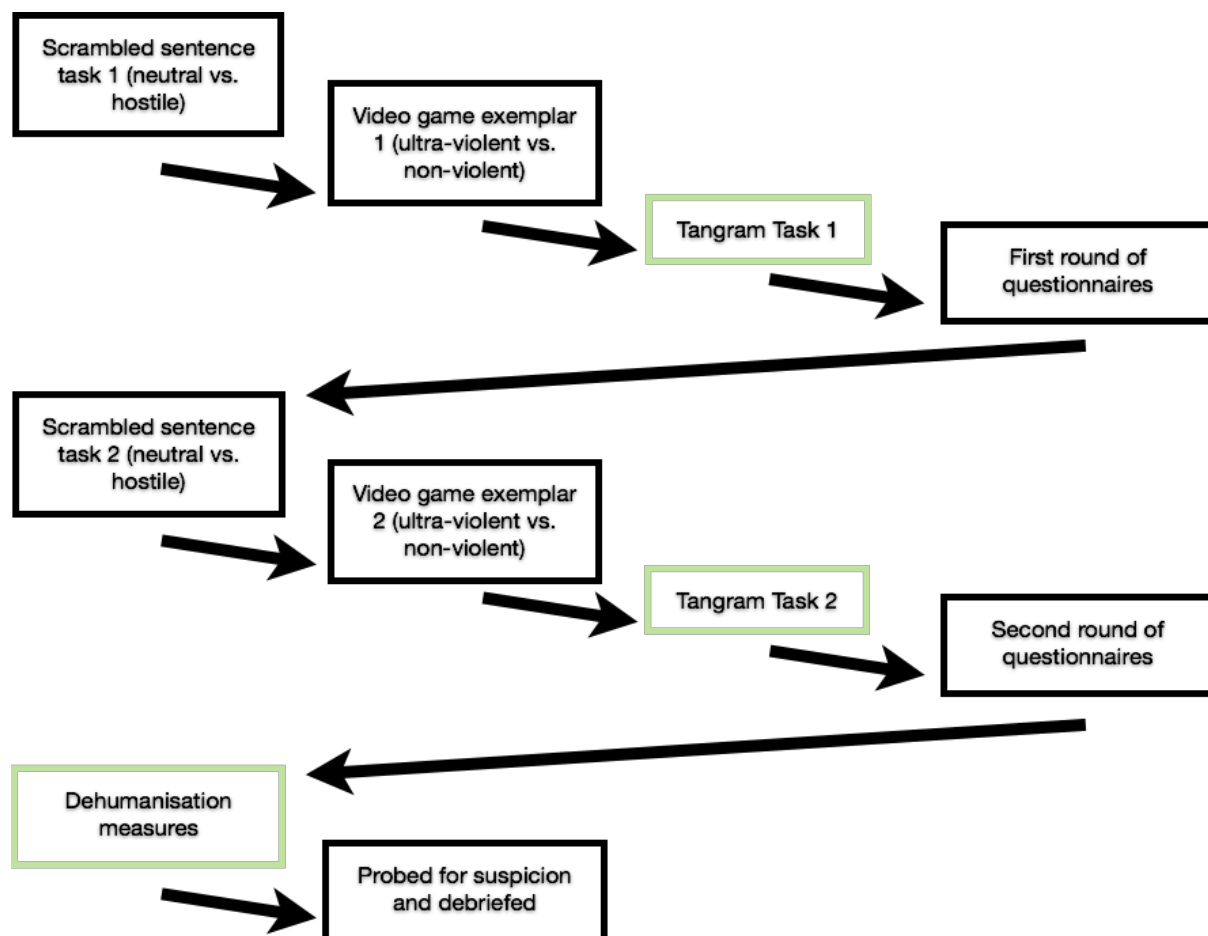 Scrambled sentence
task 1 (neutral vs.
hostile)
Video game exemplar
1 (ultra-violent vs.
non-violent)
Tangram Task 1
First round of
questionnaires
Scrambled sentence
task 2 (neutral vs.
hostile)
Video game exemplar
2 (ultra-violent vs.
non-violent)
Tangram Task 2
Second round of
questionnaires
Dehumanisation
measures
Probed for suspicion
and debriefed